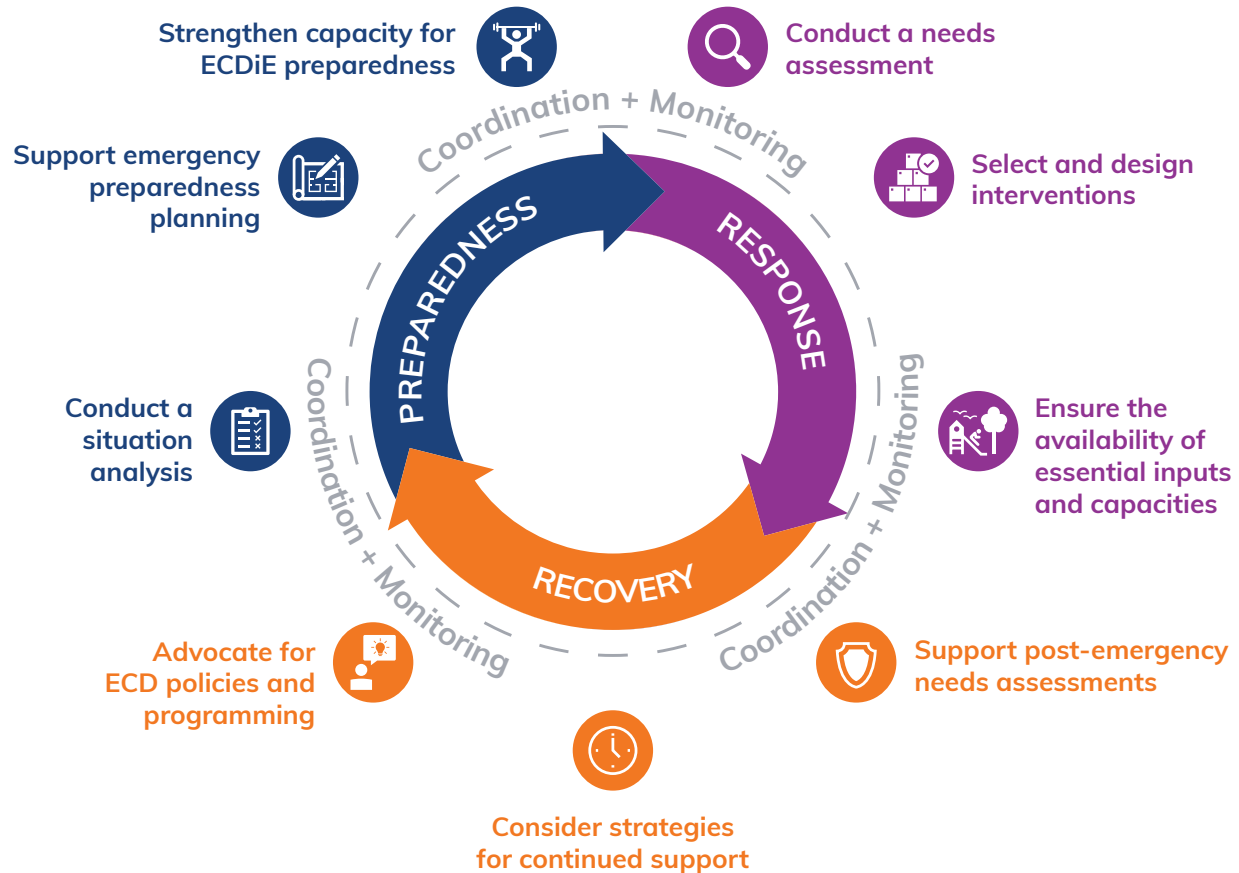 Strengthen capacity for
ECDiE preparedness
Conduct a needs
assessment
Coordination + Monitoring
Support emergency
preparedness
planning
Select and design
interventions
PREPAREDNESS
RESPONSE
Conduct a
situation
analysis
Coordination + Monitoring
Coordination + Monitoring
Ensure the
availability of
essential inputs
and capacities
RECOVERY
Advocate for
ECD policies and
programming
Support post-emergency
needs assessments
Consider strategies
for continued support